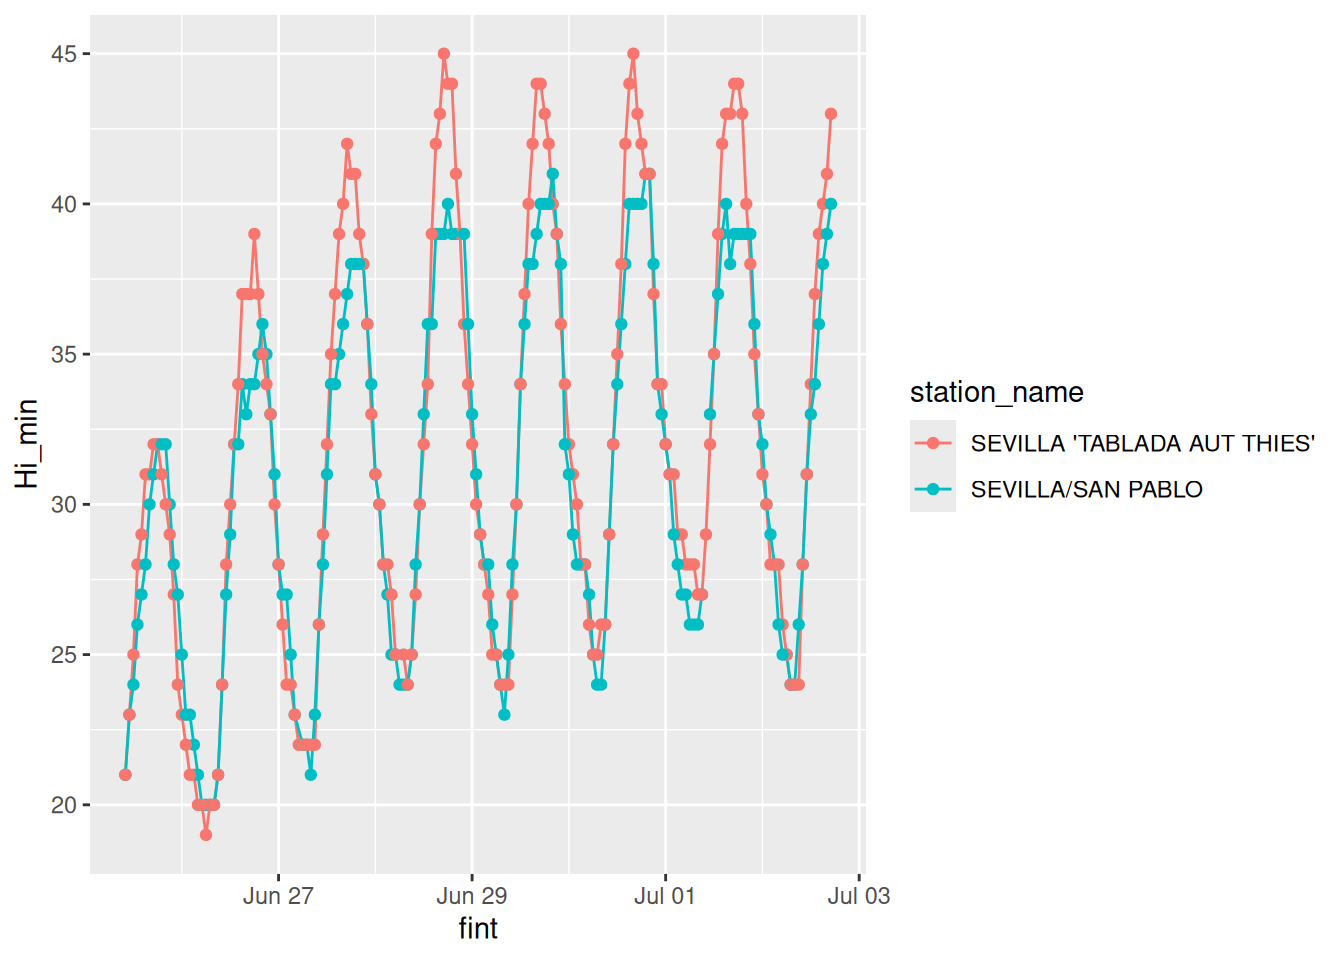 45
40
35
30
25
20
Hi_min
Jun 27
Jun 29
Jul 01
Jul 03
fint
station_name
SEVILLA 'TABLADA AUT THIES'
SEVILLA/SAN PABLO